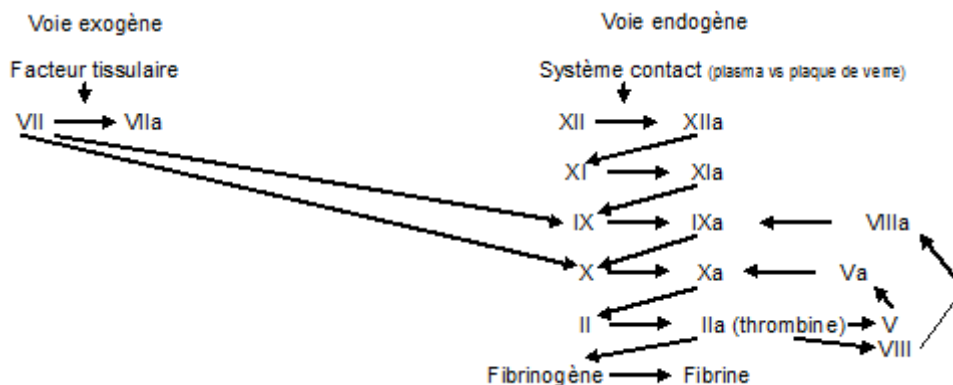 Voie exogène Voie endogène
Facteur tissulaire Système contact (plasma vs plaque de verre)
VII VIIa XII XIIa
XI XIa
IX IXa VIIIa
X Xa Va
II IIa (thrombine) V
VIII
Fibrinogène Fibrine